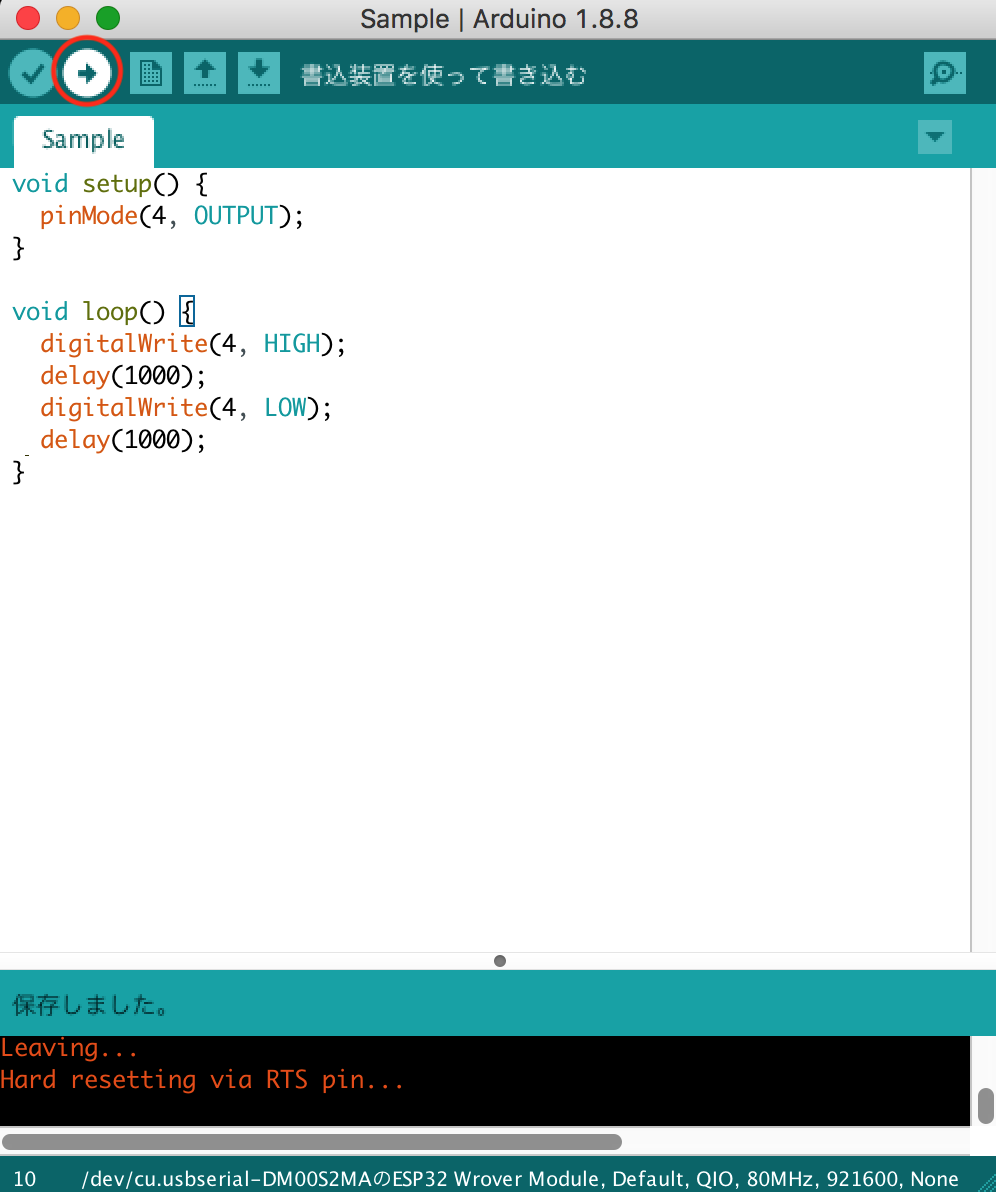 Sample | Arduino 1.8.8
書込装置を使って書き込む
Sample
void setup() {
  pinMode(4, OUTPUT);
}
void loop() {
  digitalWrite(4, HIGH);
  delay(1000);
  digitalWrite(4, LOW);
  delay(1000);
}
保存しました。
Leaving...
Hard resetting via RTS pin...
10 /dev/cu.usbserial-DM00S2MAのESP32 Wrover Module, Default, QIO, 80MHz, 921600, None